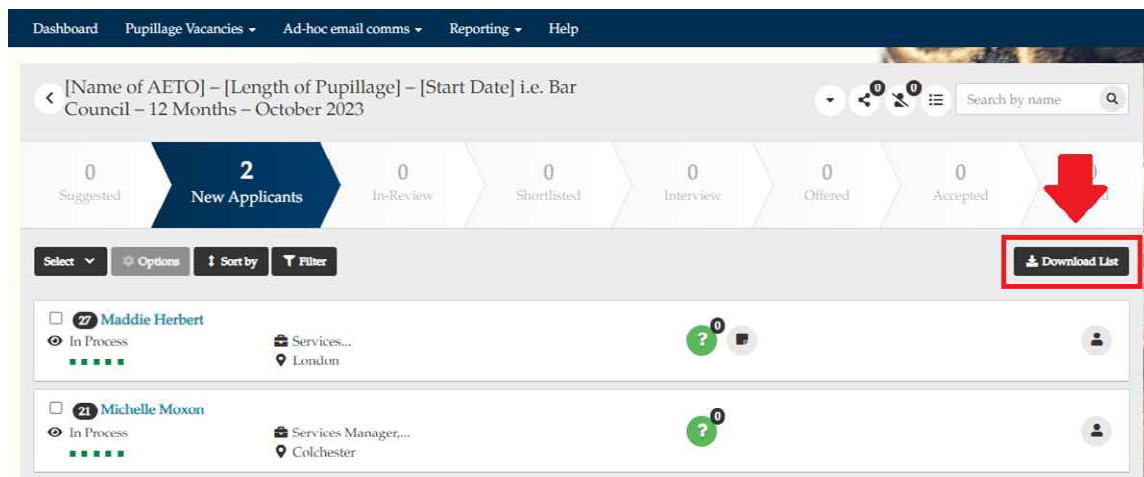 Dashboard Pupillage Vacancies Ad-hoc email comms Reporting Help
[Name of AETO] – [Length of Pupillage] – [Start Date] i.e. Bar
Council – 12 Months – October 2023
0 0 Search by name
0 2 0 0 0 0 0
Suggested New Applicants In-Review Shortlisted Interview Offered Accepted
Select Options Sort by Filter Download List
27 Maddie Herbert
In Process Services... ? 0
London
21 Michelle Moxon
In Process Services Manager,... ? 0
Colchester